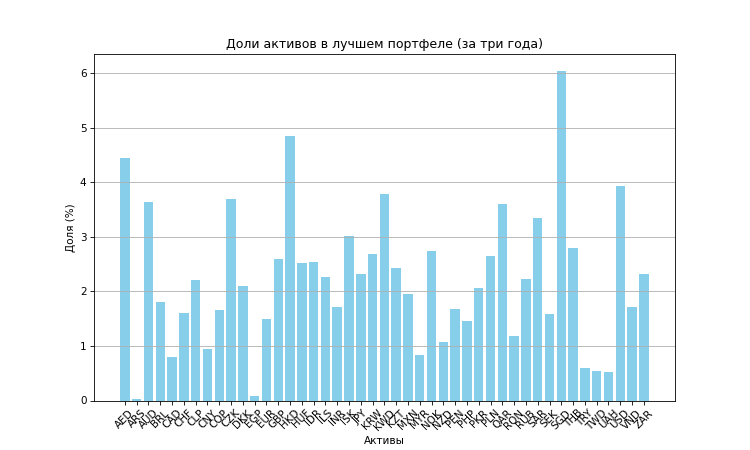 Доли активов в лучшем портфеле (за три года)
6
5
4
3
2
1
0
Доля (%)
AED ARS AUD BRL CAD CHF CLP CNY COP CZK DKK EGP EUR GBP HKD HUF IDR ILS INR ISK JPY KRW KWD KZT MXN MYR NOK NZD PEN PHP PKR PLN QAR RON RUB SAR SEK SGD THB TRY TWD UAH USD VND ZAR
Активы